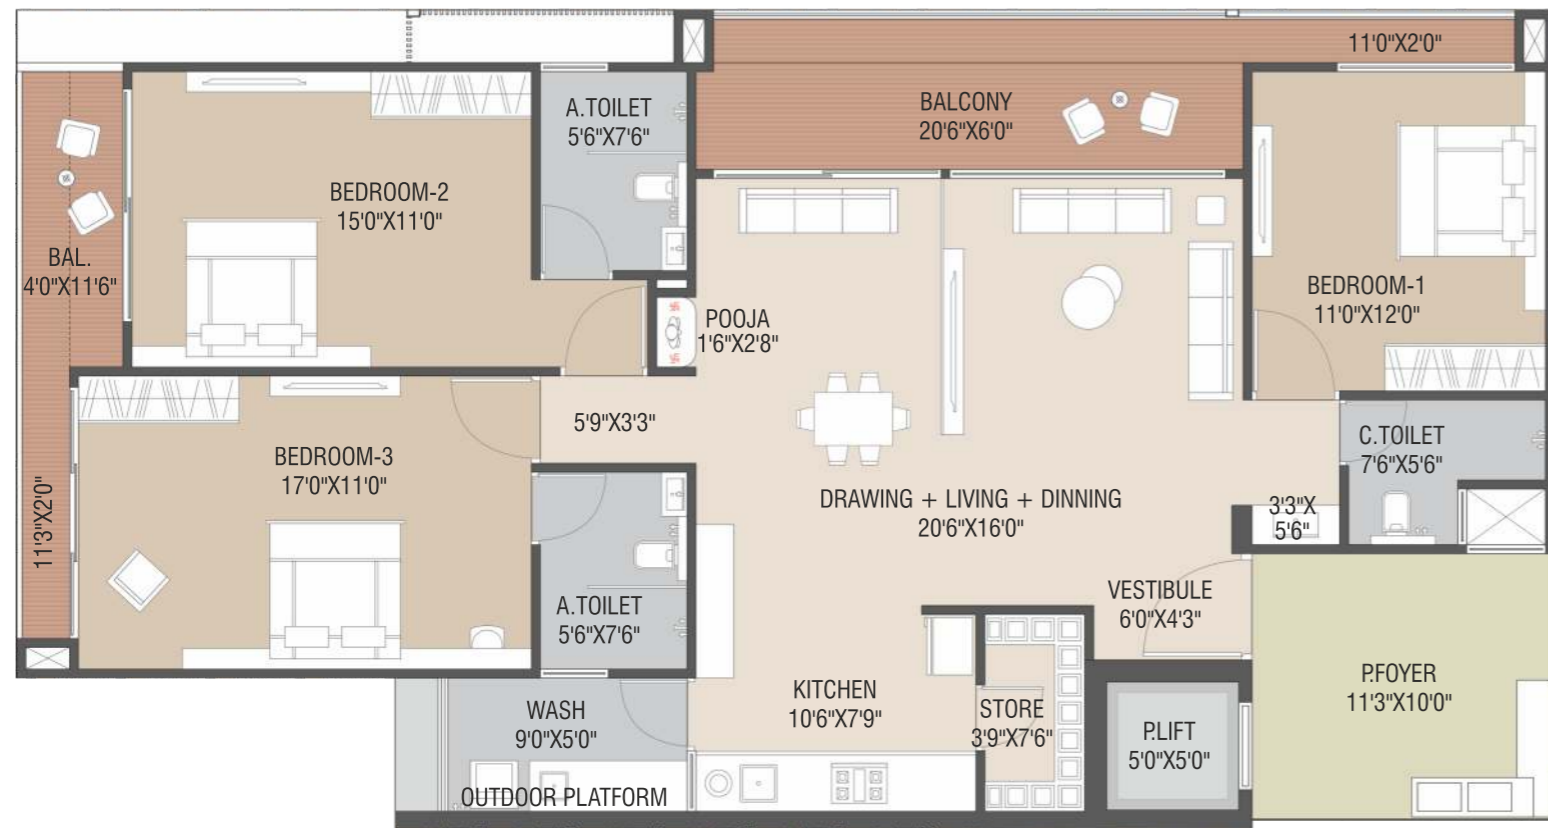 11'0"X2'0"
BALCONY
20'6"X6'0"
A.TOILET
5'6"X7'6"
BEDROOM-2
15'0"X11'0"
BAL.
4'0"X11'6"
BEDROOM-1
11'0"X12'0"
POOJA
1'6"X2'8"
5'9"X3'3"
C.TOILET
7'6"X5'6"
BEDROOM-3
17'0"X11'0"
11'3"X2'0"
DRAWING + LIVING + DINNING
20'6"X16'0"
3'3"X
5'6"
A.TOILET
5'6"X7'6"
VESTIBULE
6'0"X4'3"
P.FOYER
11'3"X10'0"
KITCHEN
10'6"X7'9"
STORE
3'9"X7'6"
WASH
9'0"X5'0"
P.LIFT
5'0"X5'0"
OUTDOOR PLATFORM